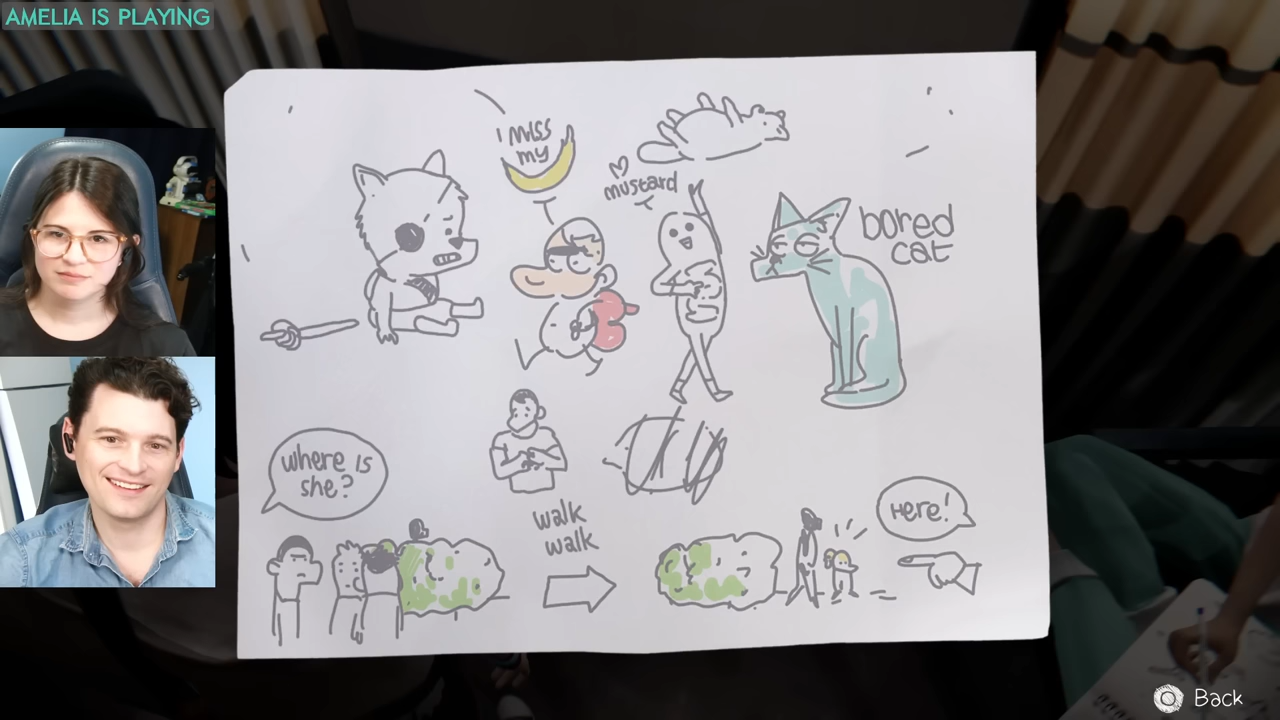 AMELIA IS PLAYING
I MISS
MY
mustard
bored
cat
where is
she?
walk
walk
Here!
Back